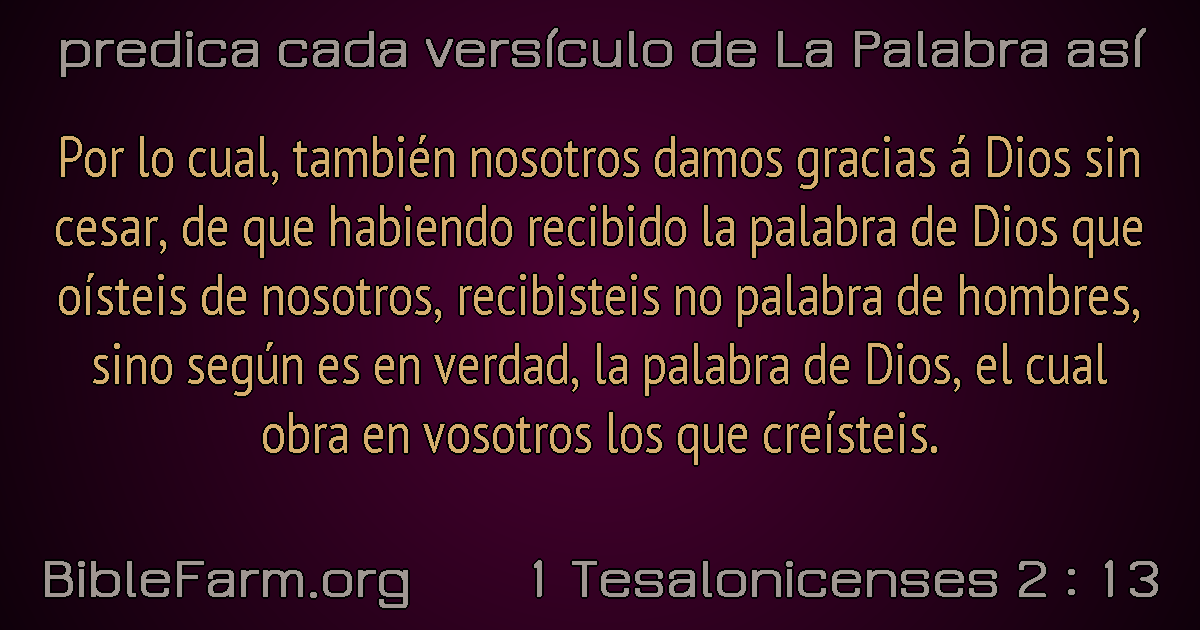 predica cada versículo de La Palabra así
Por lo cual, también nosotros damos gracias á Dios sin
cesar, de que habiendo recibido la palabra de Dios que
oísteis de nosotros, recibisteis no palabra de hombres,
sino según es en verdad, la palabra de Dios, el cual
obra en vosotros los que creísteis.
BibleFarm.org 1 Tesalonicenses 2 : 13